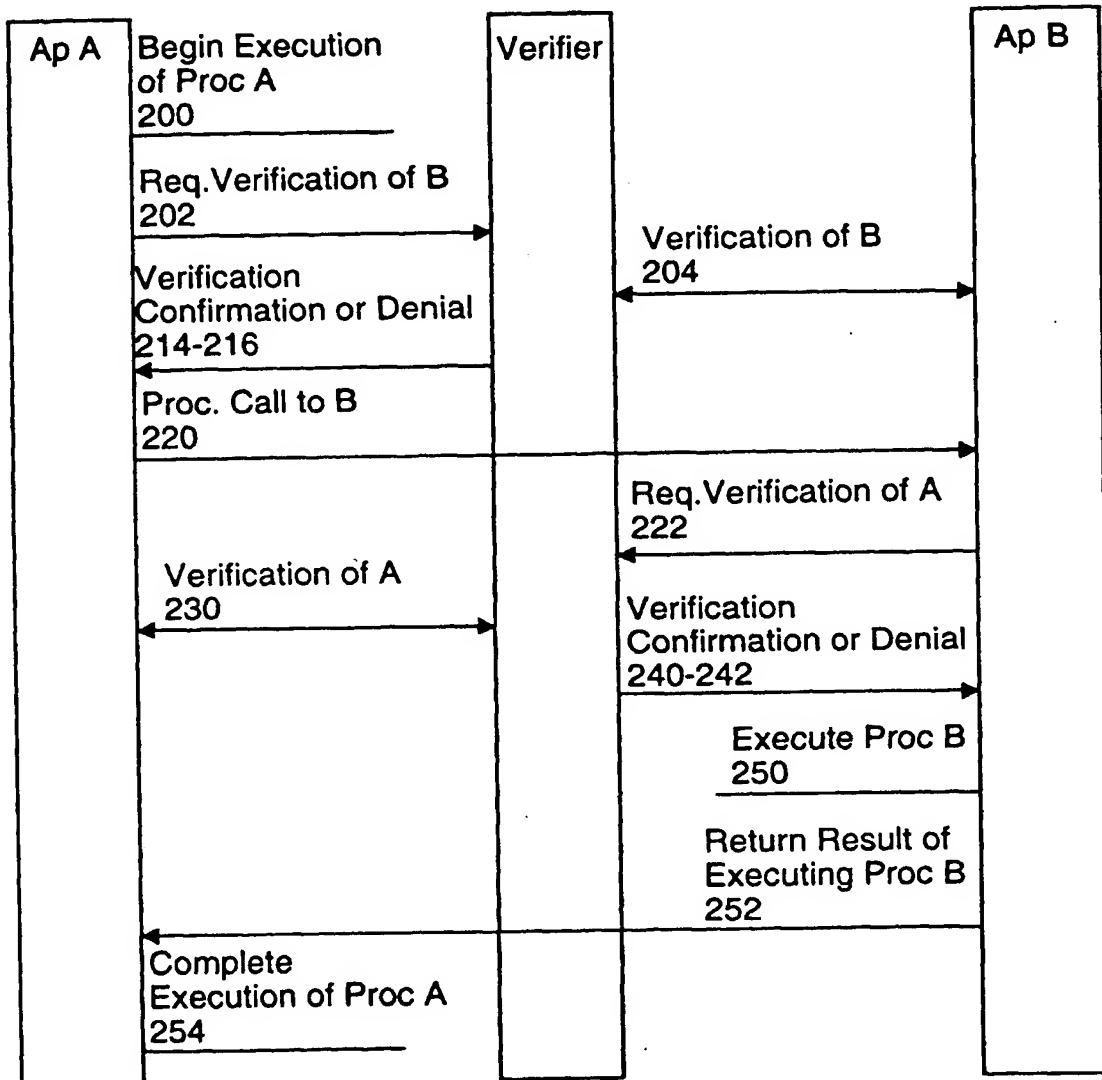 Ap A
Verifier
Ap B
Begin Execution
of Proc A
200
Req.Verification of B
202
Verification of B
204
Verification
Confirmation or Denial
214-216
Proc. Call to B
220
Req.Verification of A
222
Verification of A
230
Verification
Confirmation or Denial
240-242
Execute Proc B
250
Return Result of
Executing Proc B
252
Complete
Execution of Proc A
254